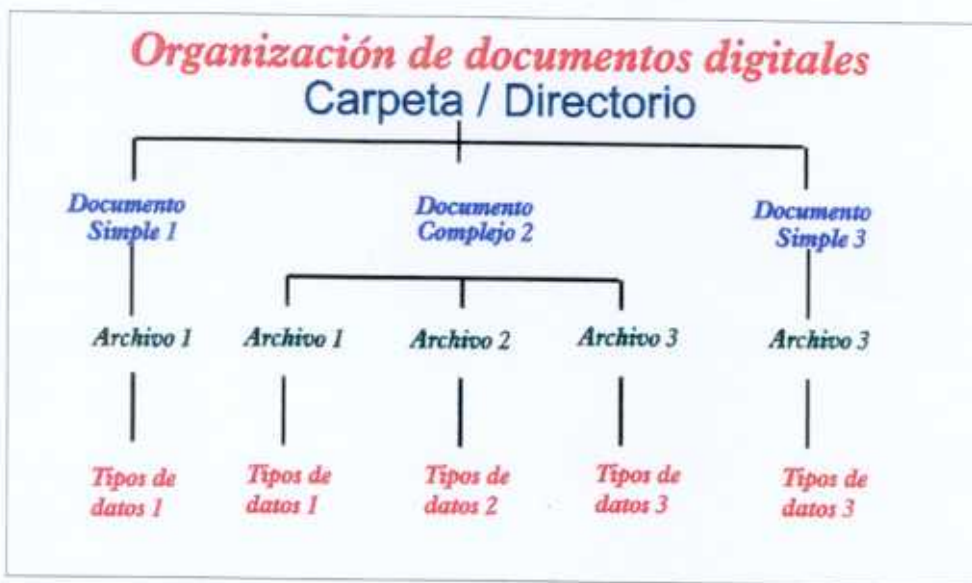 Organización de documentos digitales
Carpeta / Directorio
Documento
Simple 1
Documento
Complejo 2
Documento
Simple 3
Archivo 1
Archivo 1
Archivo 2
Archivo 3
Archivo 3
Tipos de
datos 1
Tipos de
datos 1
Tipos de
datos 2
Tipos de
datos 3
Tipos de
datos 3